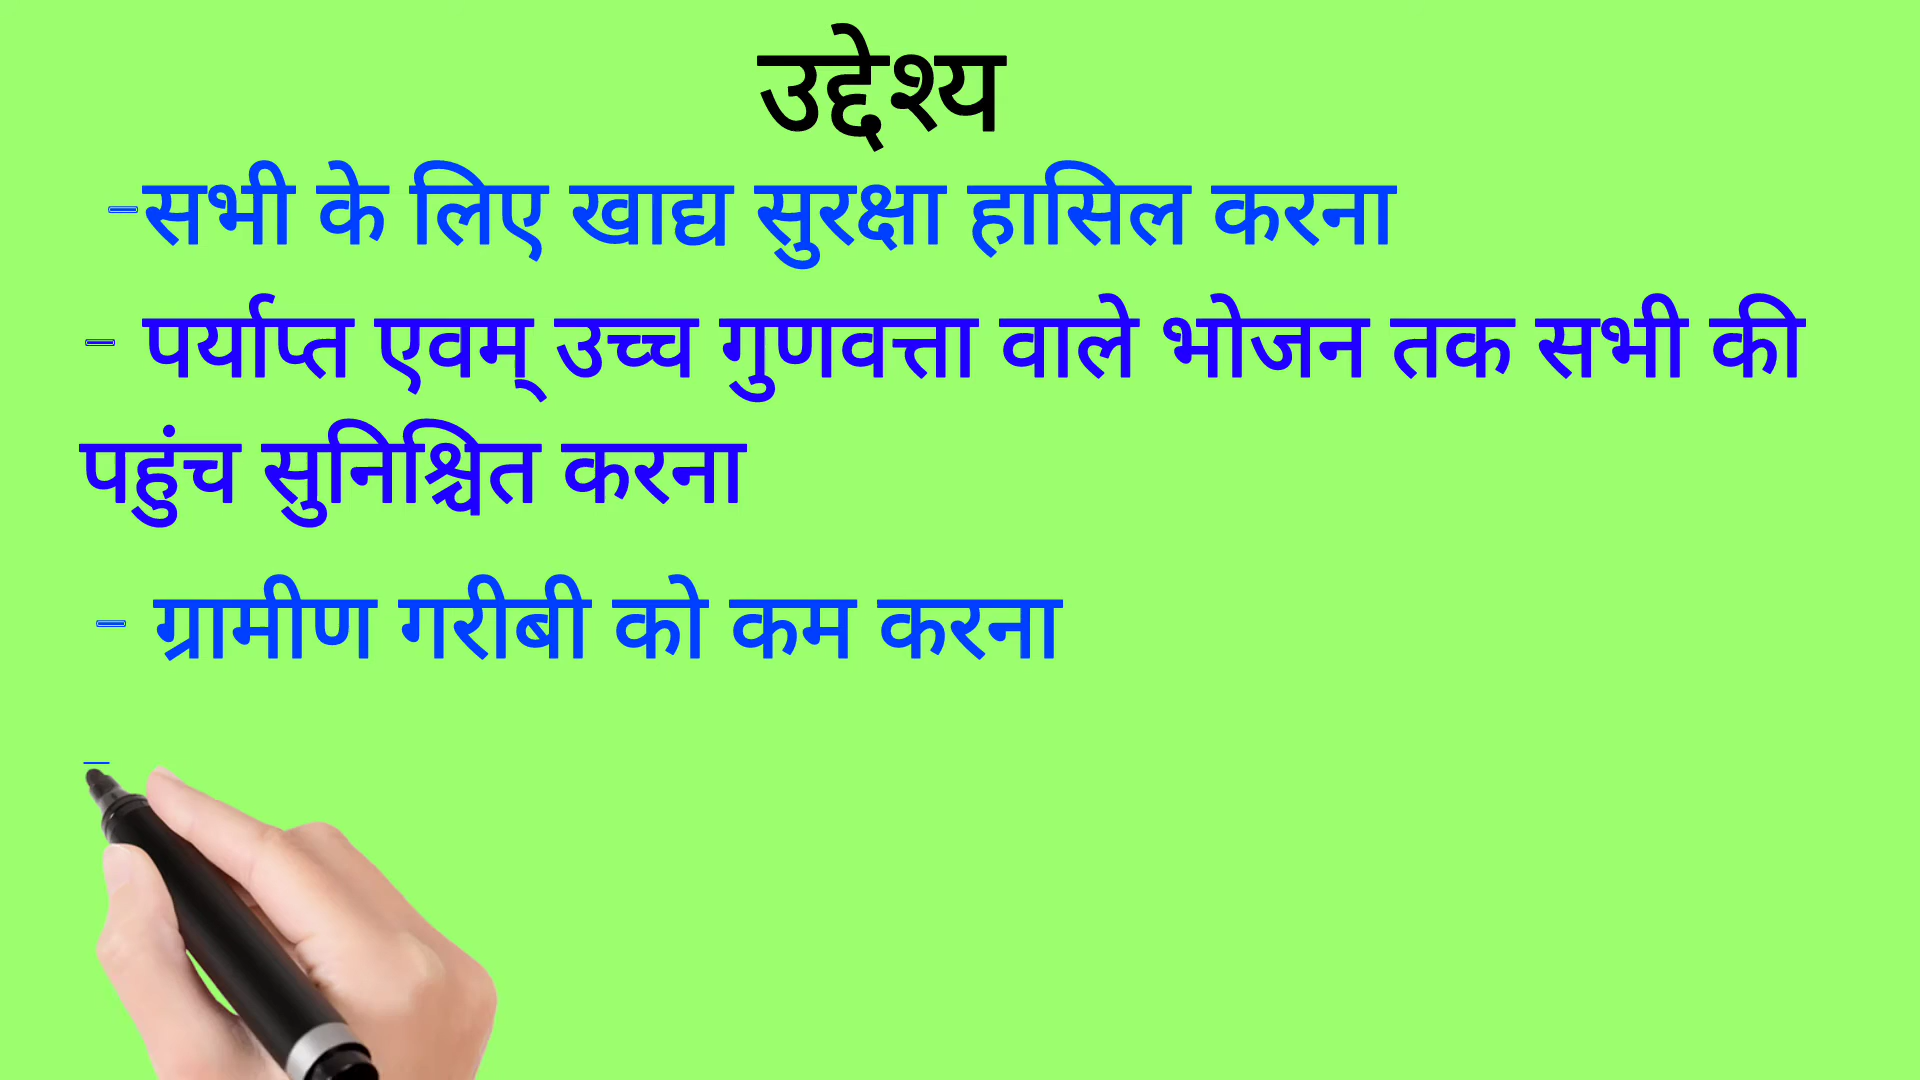 उद्देश्य
-सभी के लिए खाद्य सुरक्षा हासिल करना
- पर्याप्त एवम् उच्च गुणवत्ता वाले भोजन तक सभी की
पहुंच सुनिश्चित करना
- ग्रामीण गरीबी को कम करना
-